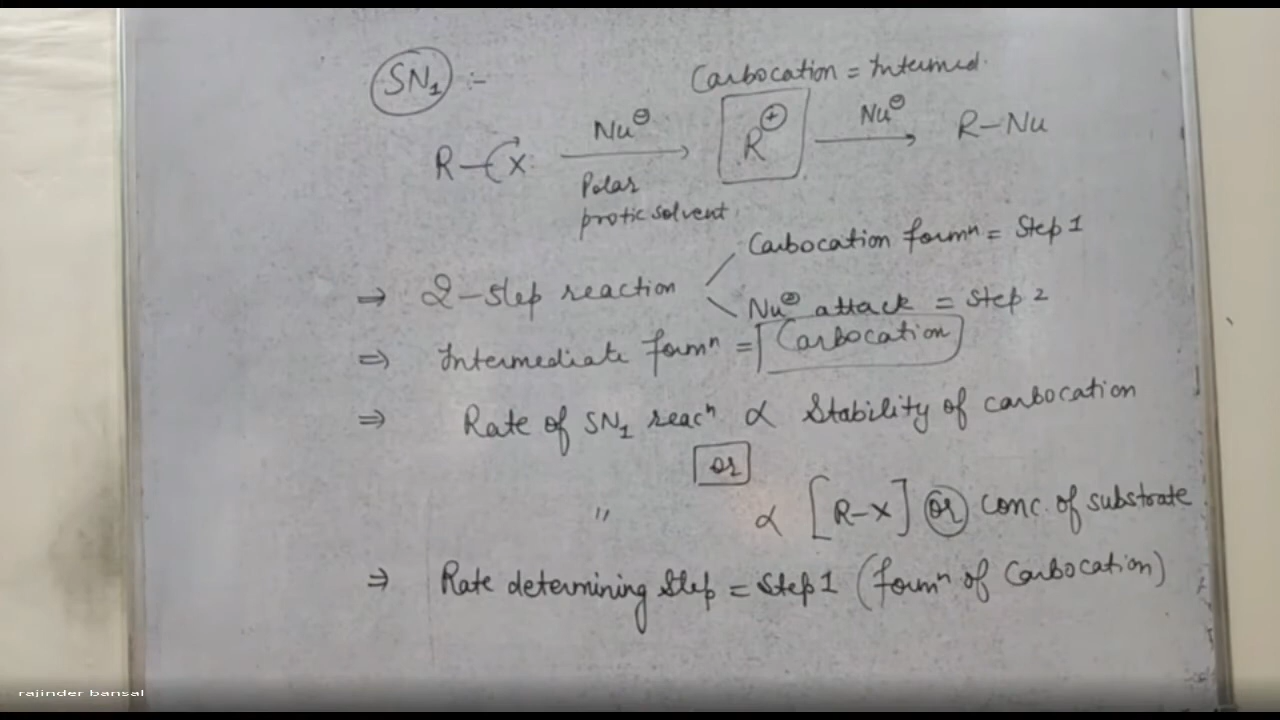 SN1 :-
Carbocation = Intermed.
R-X Nu⊖ R⊕ Nu⊖ R-Nu
Polar
protic solvent
Carbocation formⁿ = Step 1
⇒ 2-step reaction
Nu⊖ attack = Step 2
⇒ Intermediate formⁿ = Carbocation
⇒ Rate of SN1 reacⁿ ∝ Stability of carbocation
or
" ∝ [R-X] or conc. of substrate
⇒ Rate determining step = Step 1 (formⁿ of Carbocation)
rajinder bansal